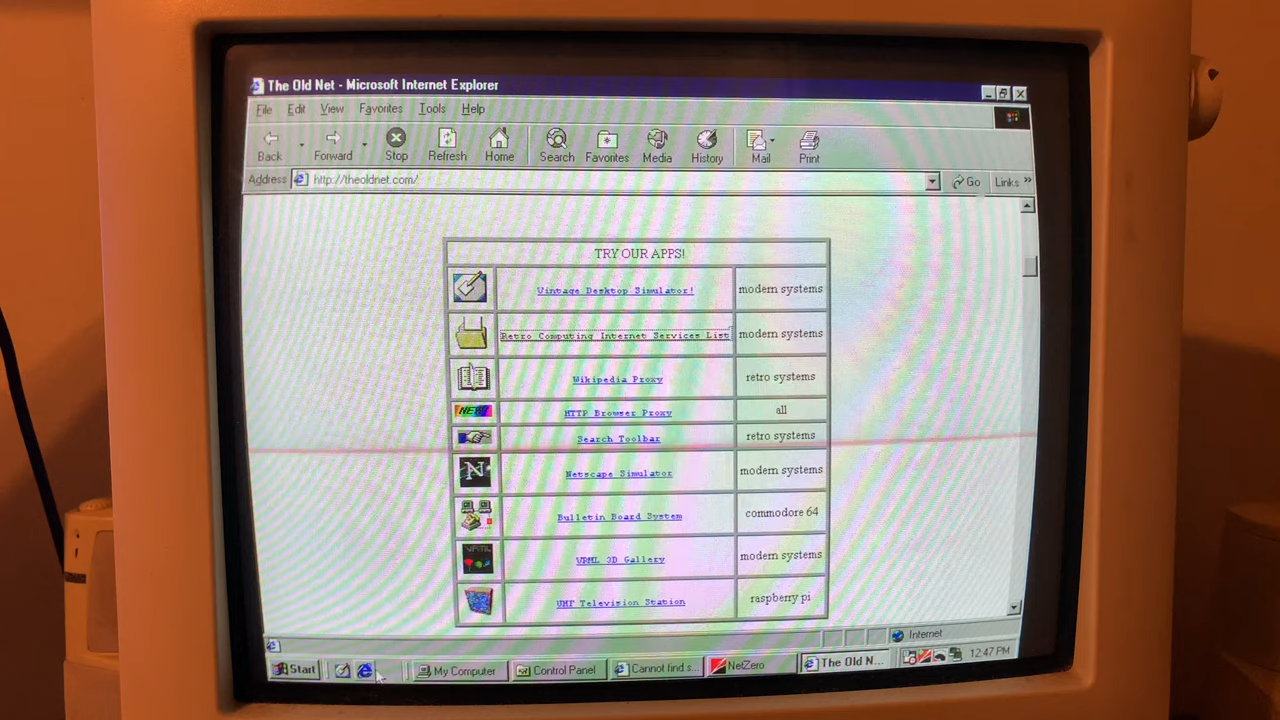 The Old Net - Microsoft Internet Explorer
File Edit View Favorites Tools Help
Back Forward Stop Refresh Home Search Favorites Media History Mail Print
Address http://theoldnet.com/ Go Links »
TRY OUR APPS!
Vintage Desktop Simulator! modern systems
Retro Computing Internet Services List modern systems
Wikipedia Proxy retro systems
NEW! HTTP Browser Proxy all
Search Toolbar retro systems
N Netscape Simulator modern systems
Bulletin Board System commodore 64
VRML VRML 3D Gallery modern systems
UHF Television Station raspberry pi
Internet
Start My Computer Control Panel Cannot find s... NetZero The Old N... 12:47 PM